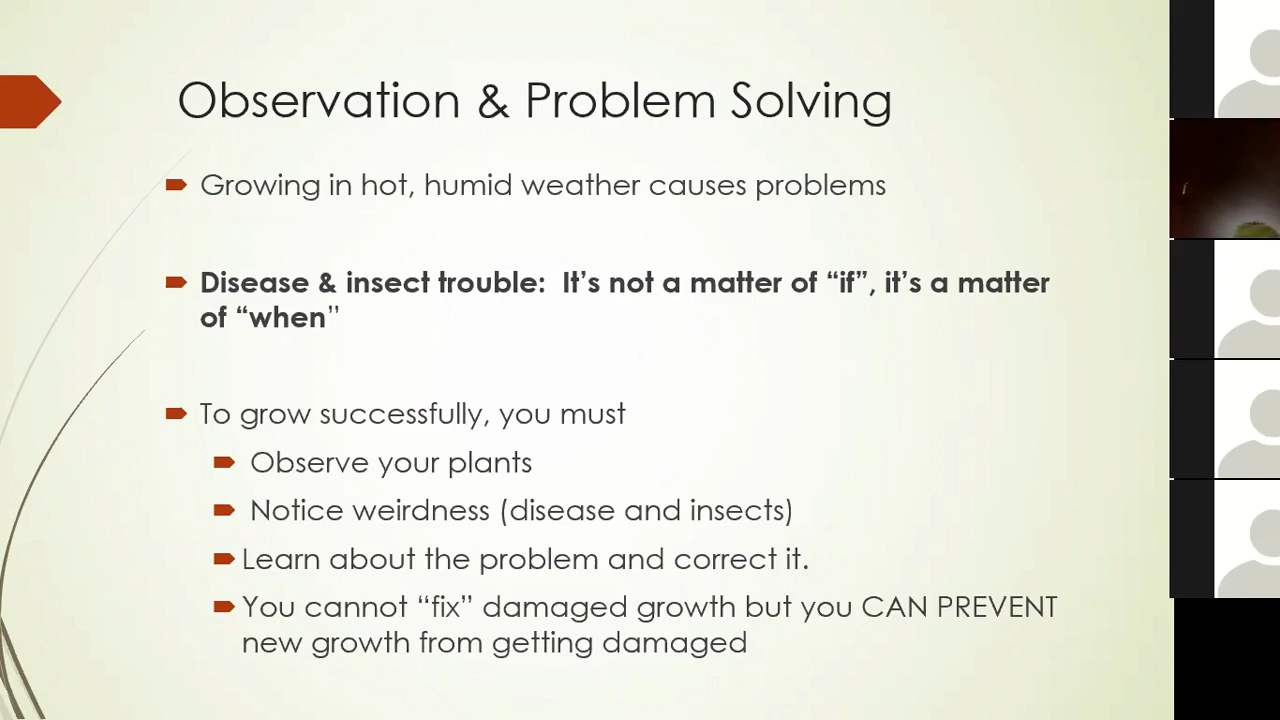 Observation & Problem Solving
Growing in hot, humid weather causes problems
Disease & insect trouble:  It’s not a matter of “if”, it’s a matter
of “when”
To grow successfully, you must
Observe your plants
Notice weirdness (disease and insects)
Learn about the problem and correct it.
You cannot “fix” damaged growth but you CAN PREVENT
new growth from getting damaged